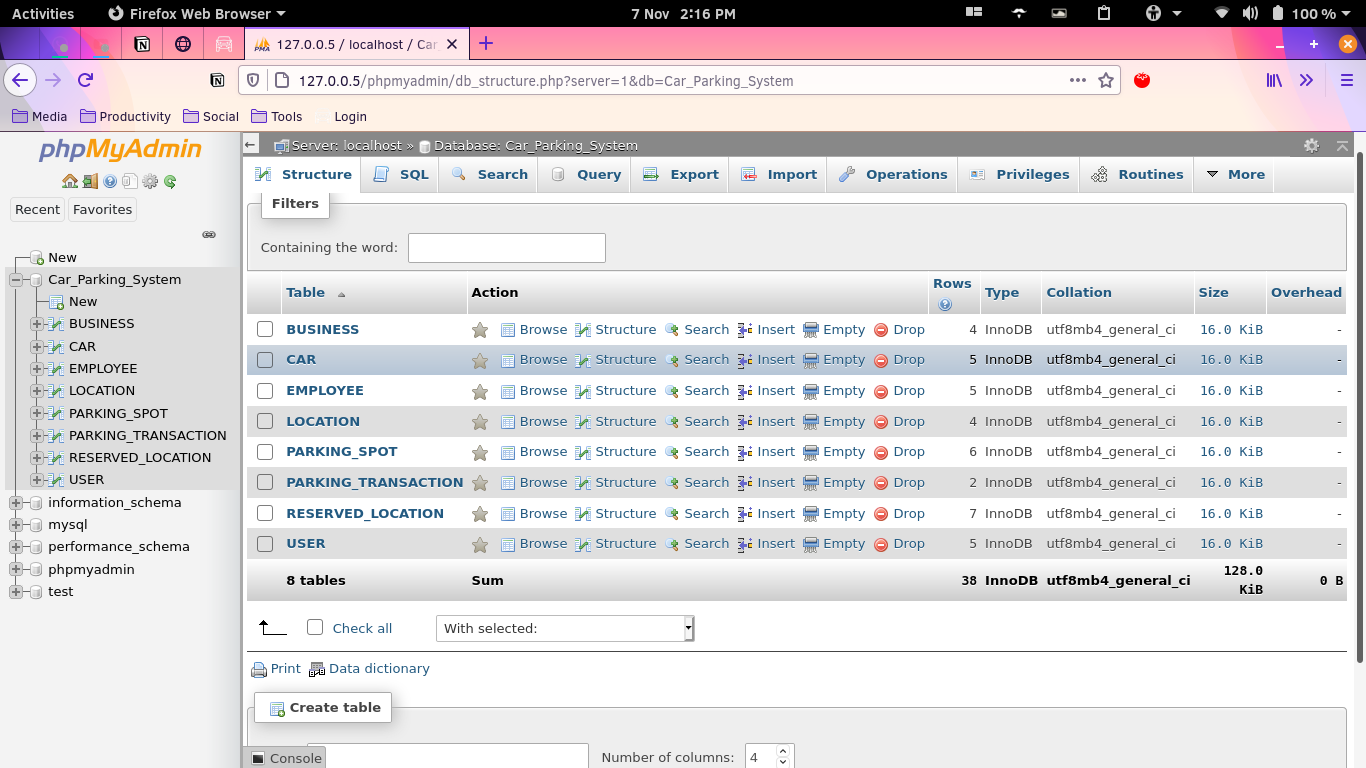 Activities Firefox Web Browser 7 Nov 2:16 PM 100 %
127.0.0.5 / localhost / Car
127.0.0.5/phpmyadmin/db_structure.php?server=1&db=Car_Parking_System
Media Productivity Social Tools Login
phpMyAdmin
Recent Favorites
New
Car_Parking_System
New
BUSINESS
CAR
EMPLOYEE
LOCATION
PARKING_SPOT
PARKING_TRANSACTION
RESERVED_LOCATION
USER
information_schema
mysql
performance_schema
phpmyadmin
test
Server: localhost » Database: Car_Parking_System
Structure SQL Search Query Export Import Operations Privileges Routines More
Filters
Containing the word:
Table Action Rows Type Collation Size Overhead
BUSINESS Browse Structure Search Insert Empty Drop 4 InnoDB utf8mb4_general_ci 16.0 KiB -
CAR Browse Structure Search Insert Empty Drop 5 InnoDB utf8mb4_general_ci 16.0 KiB -
EMPLOYEE Browse Structure Search Insert Empty Drop 5 InnoDB utf8mb4_general_ci 16.0 KiB -
LOCATION Browse Structure Search Insert Empty Drop 4 InnoDB utf8mb4_general_ci 16.0 KiB -
PARKING_SPOT Browse Structure Search Insert Empty Drop 6 InnoDB utf8mb4_general_ci 16.0 KiB -
PARKING_TRANSACTION Browse Structure Search Insert Empty Drop 2 InnoDB utf8mb4_general_ci 16.0 KiB -
RESERVED_LOCATION Browse Structure Search Insert Empty Drop 7 InnoDB utf8mb4_general_ci 16.0 KiB -
USER Browse Structure Search Insert Empty Drop 5 InnoDB utf8mb4_general_ci 16.0 KiB -
8 tables Sum 38 InnoDB utf8mb4_general_ci 128.0 KiB 0 B
Check all With selected:
Print Data dictionary
Create table
Number of columns: 4
Console